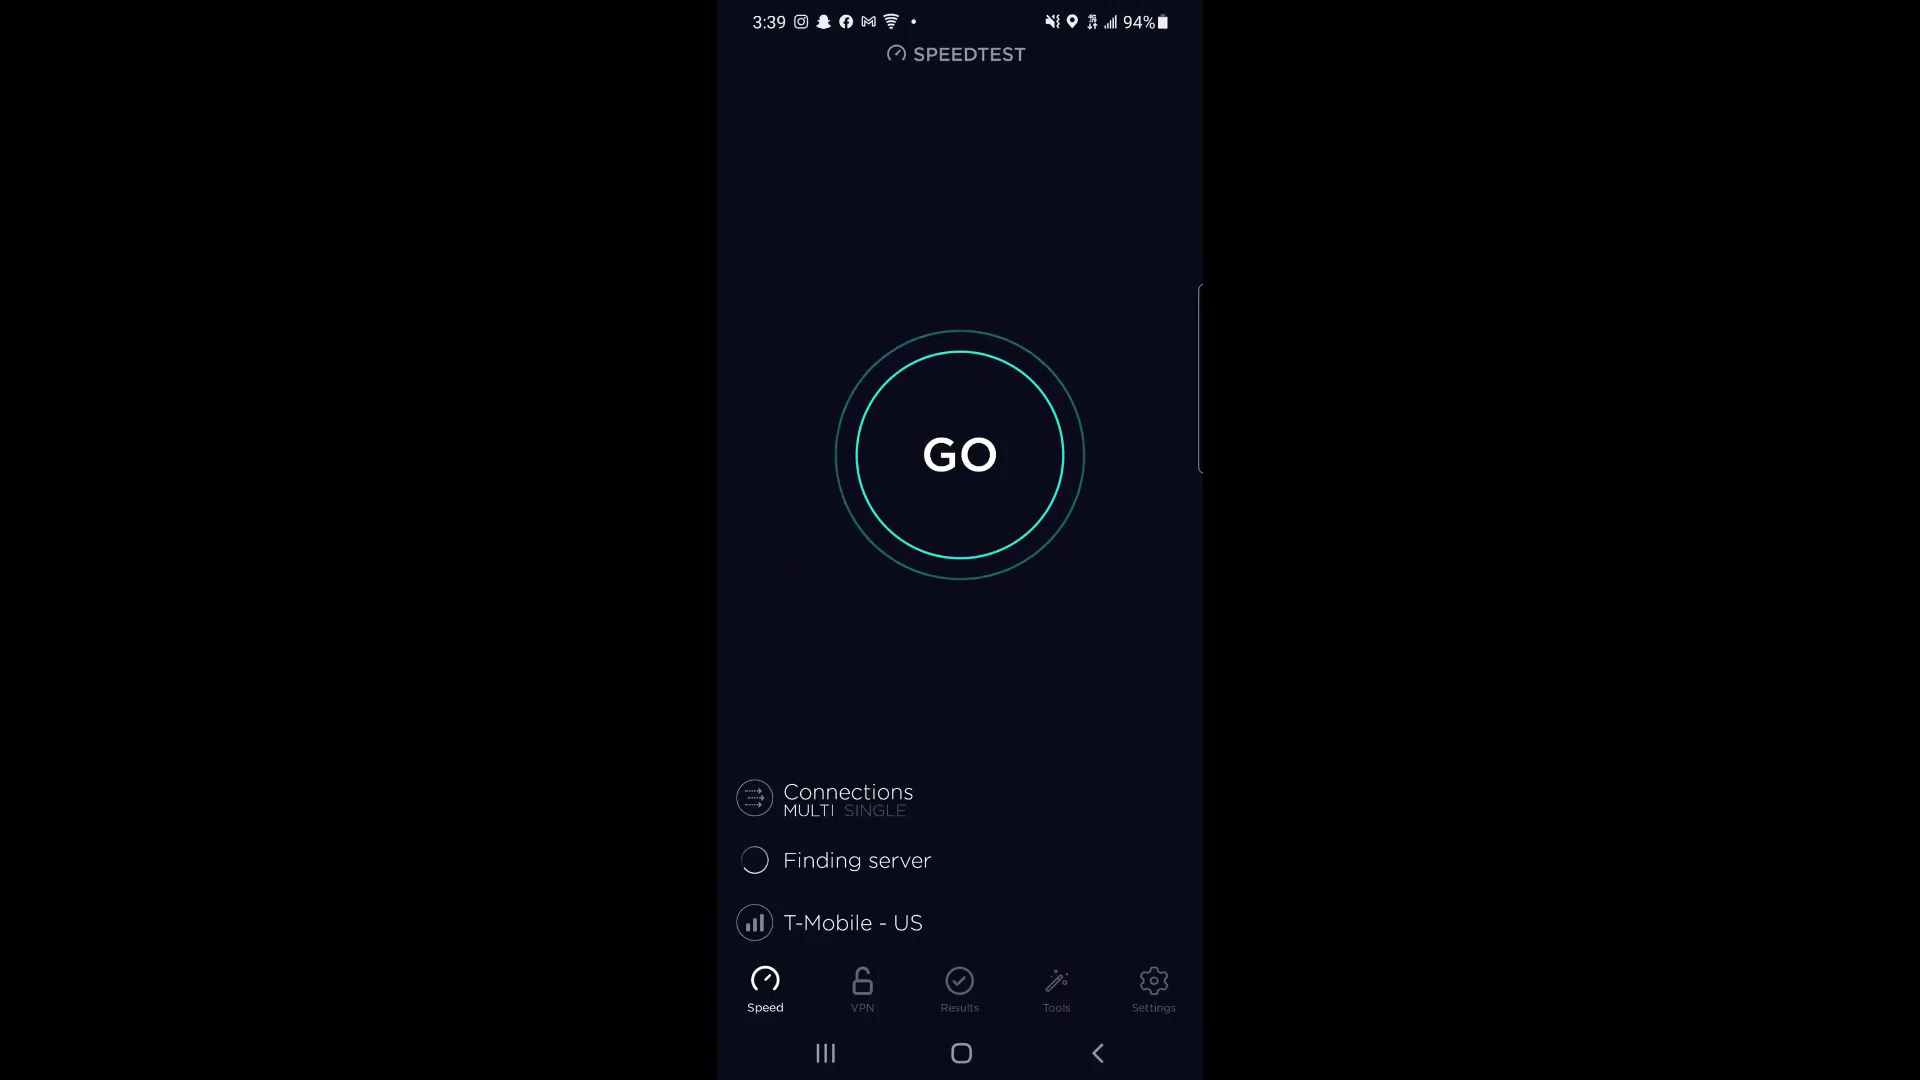 3:39 94%
SPEEDTEST
GO
Connections
MULTI SINGLE
Finding server
T-Mobile - US
Speed VPN Results Tools Settings